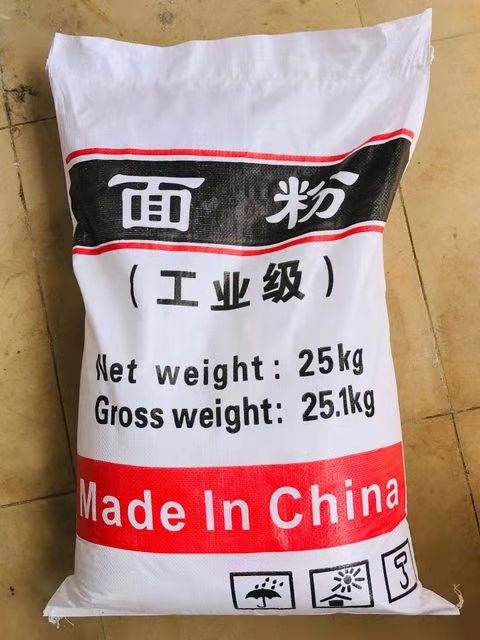 面 粉
(工业级)
Net weight: 25kg
Gross weight: 25.1kg
Made In China